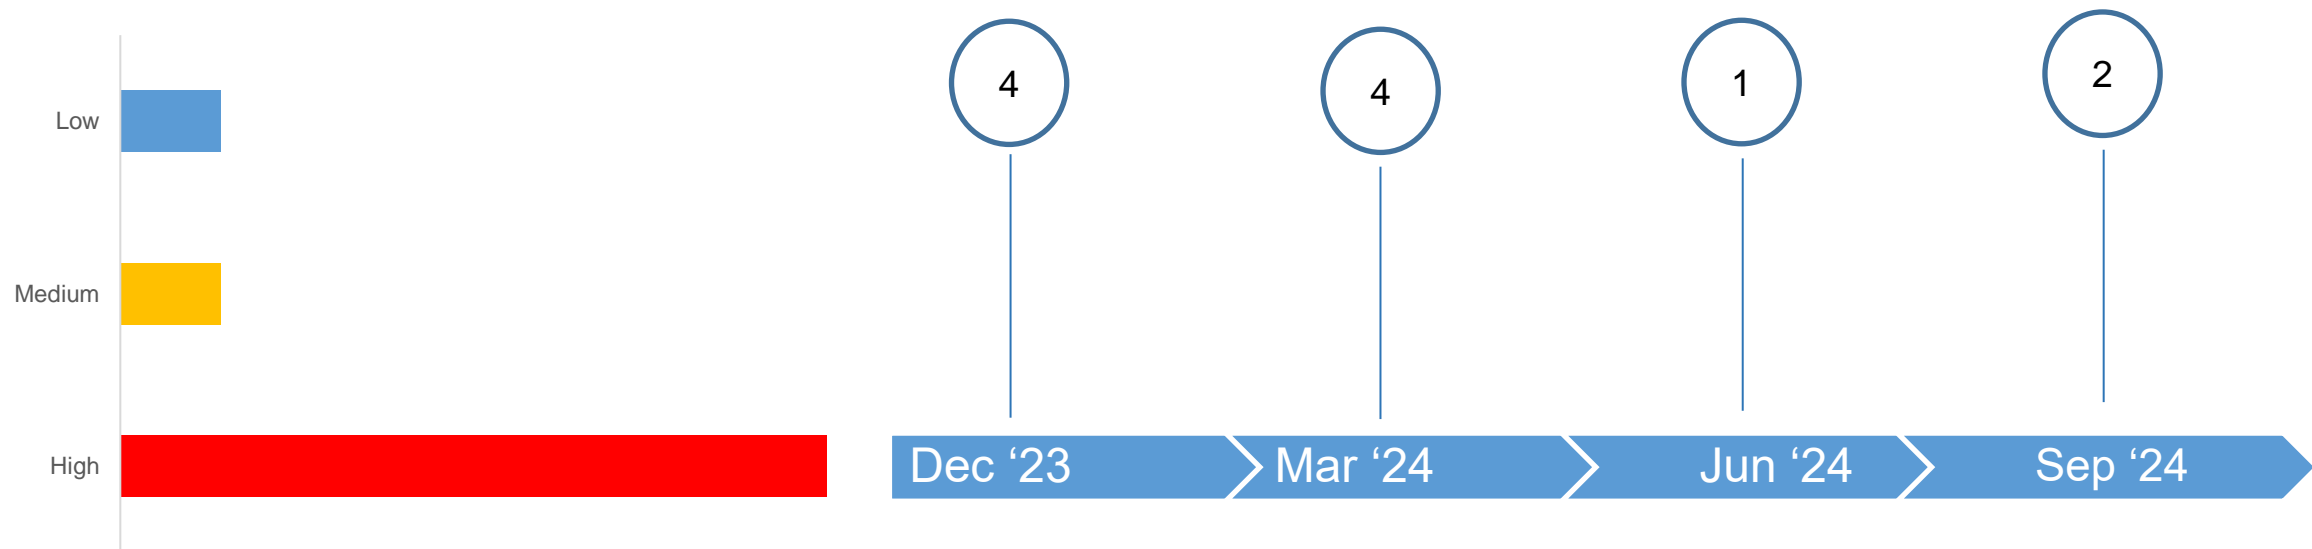 Low
Medium
High
4
4
1
2
Dec ‘23
Mar ‘24
Jun ‘24
Sep ‘24